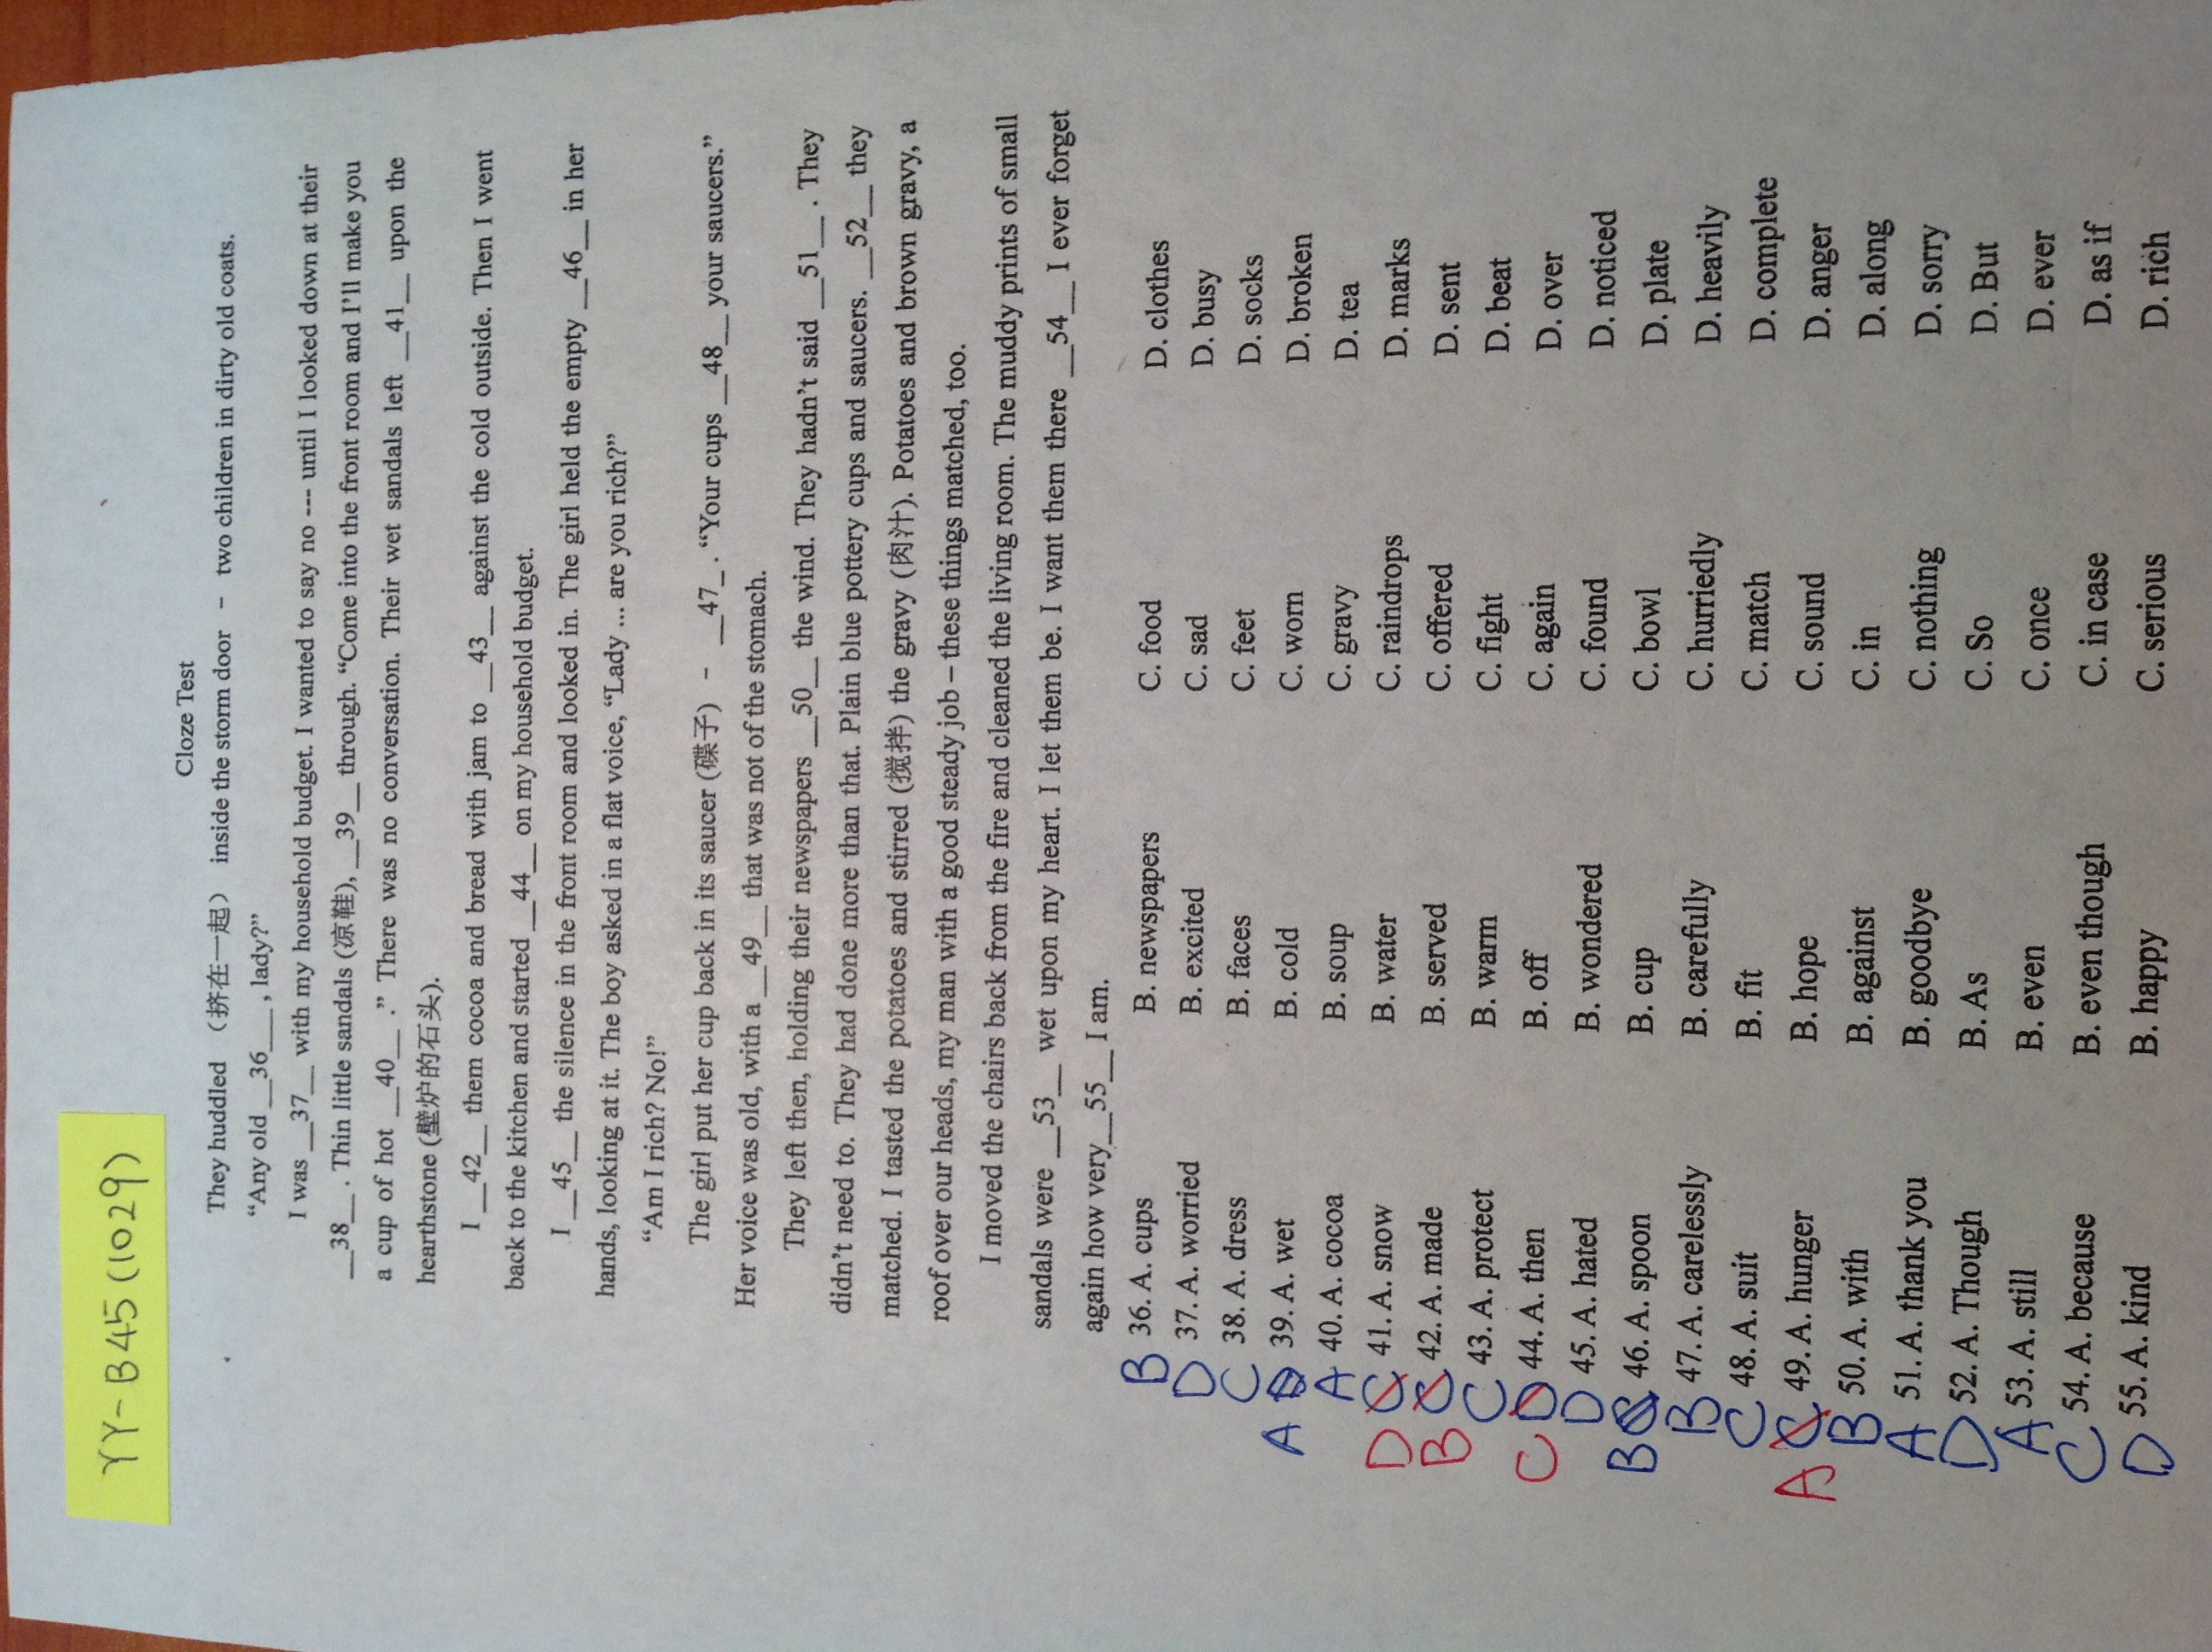 YY-B45(1029)
Cloze Test
They huddled （挤在一起） inside the storm door － two children in dirty old coats.
“Any old __36___ , lady?”
I was __37__ with my household budget. I wanted to say no --- until I looked down at their
__38__ . Thin little sandals (凉鞋), __39__ through. “Come into the front room and I’ll make you
a cup of hot __40__ .” There was no conversation. Their wet sandals left __41__ upon the
hearthstone (壁炉的石头).
I __42__ them cocoa and bread with jam to __43__ against the cold outside. Then I went
back to the kitchen and started __44__ on my household budget.
I __45__ the silence in the front room and looked in. The girl held the empty __46__ in her
hands, looking at it. The boy asked in a flat voice, “Lady ... are you rich?”
“Am I rich? No!”
The girl put her cup back in its saucer (碟子) － __47_ . “Your cups __48__ your saucers.”
Her voice was old, with a __49__ that was not of the stomach.
They left then, holding their newspapers __50__ the wind. They hadn’t said __51__ . They
didn’t need to. They had done more than that. Plain blue pottery cups and saucers. __52__ they
matched. I tasted the potatoes and stirred (搅拌) the gravy (肉汁). Potatoes and brown gravy, a
roof over our heads, my man with a good steady job – these things matched, too.
I moved the chairs back from the fire and cleaned the living room. The muddy prints of small
sandals were __53__ wet upon my heart. I let them be. I want them there __54__ I ever forget
again how very__55__ I am.
B 36. A. cups B. newspapers C. food D. clothes
D 37. A. worried B. excited C. sad D. busy
C 38. A. dress B. faces C. feet D. socks
A 39. A. wet B. cold C. worn D. broken
A 40. A. cocoa B. soup C. gravy D. tea
D C 41. A. snow B. water C. raindrops D. marks
B C 42. A. made B. served C. offered D. sent
C 43. A. protect B. warm C. fight D. beat
C D 44. A. then B. off C. again D. over
D 45. A. hated B. wondered C. found D. noticed
B 46. A. spoon B. cup C. bowl D. plate
B 47. A. carelessly B. carefully C. hurriedly D. heavily
C 48. A. suit B. fit C. match D. complete
A C 49. A. hunger B. hope C. sound D. anger
B 50. A. with B. against C. in D. along
A 51. A. thank you B. goodbye C. nothing D. sorry
D 52. A. Though B. As C. So D. But
A 53. A. still B. even C. once D. ever
C 54. A. because B. even though C. in case D. as if
D 55. A. kind B. happy C. serious D. rich